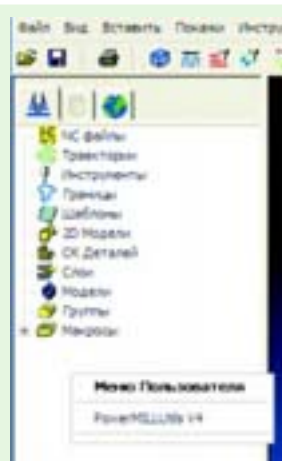 Файл Вид Вставить Показать Инстру
NC файлы
Траектории
Инструменты
Границы
Шаблоны
2D Модели
СК Деталей
Слои
Модели
Группы
Макросы
Меню Пользователя
PowerMILLUtils V4